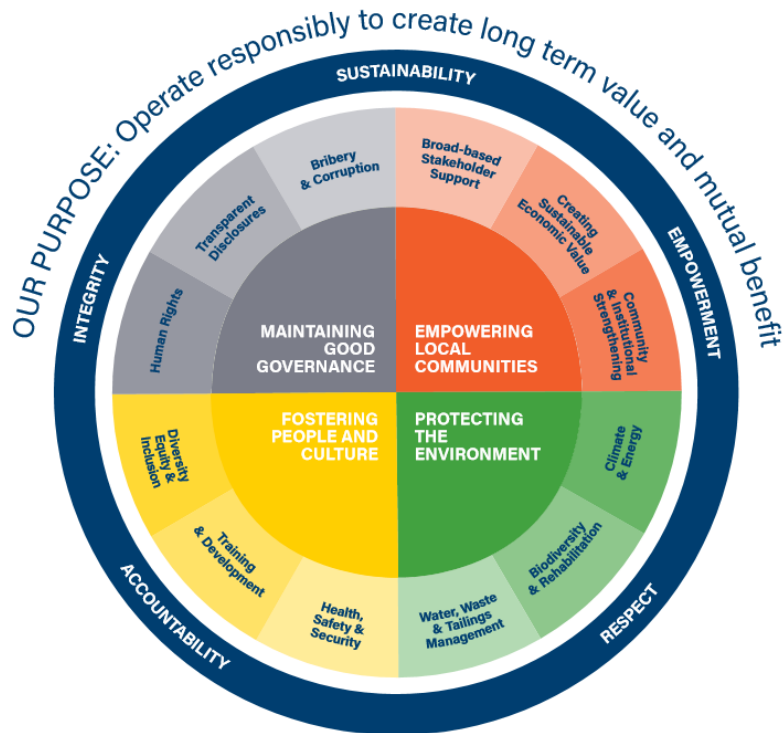 OUR PURPOSE: Operate responsibly to create long term value and mutual benefit
SUSTAINABILITY
EMPOWERMENT
RESPECT
ACCOUNTABILITY
INTEGRITY
Bribery
& Corruption
Transparent
Disclosures
Human Rights
MAINTAINING
GOOD
GOVERNANCE
Broad-based
Stakeholder
Support
Creating
Sustainable
Economic Value
Community
& Institutional
Strengthening
EMPOWERING
LOCAL
COMMUNITIES
FOSTERING
PEOPLE AND
CULTURE
Diversity
Equity &
Inclusion
Training
& Development
Health,
Safety &
Security
PROTECTING
THE
ENVIRONMENT
Climate
& Energy
Biodiversity
& Rehabilitation
Water, Waste
& Tailings
Management